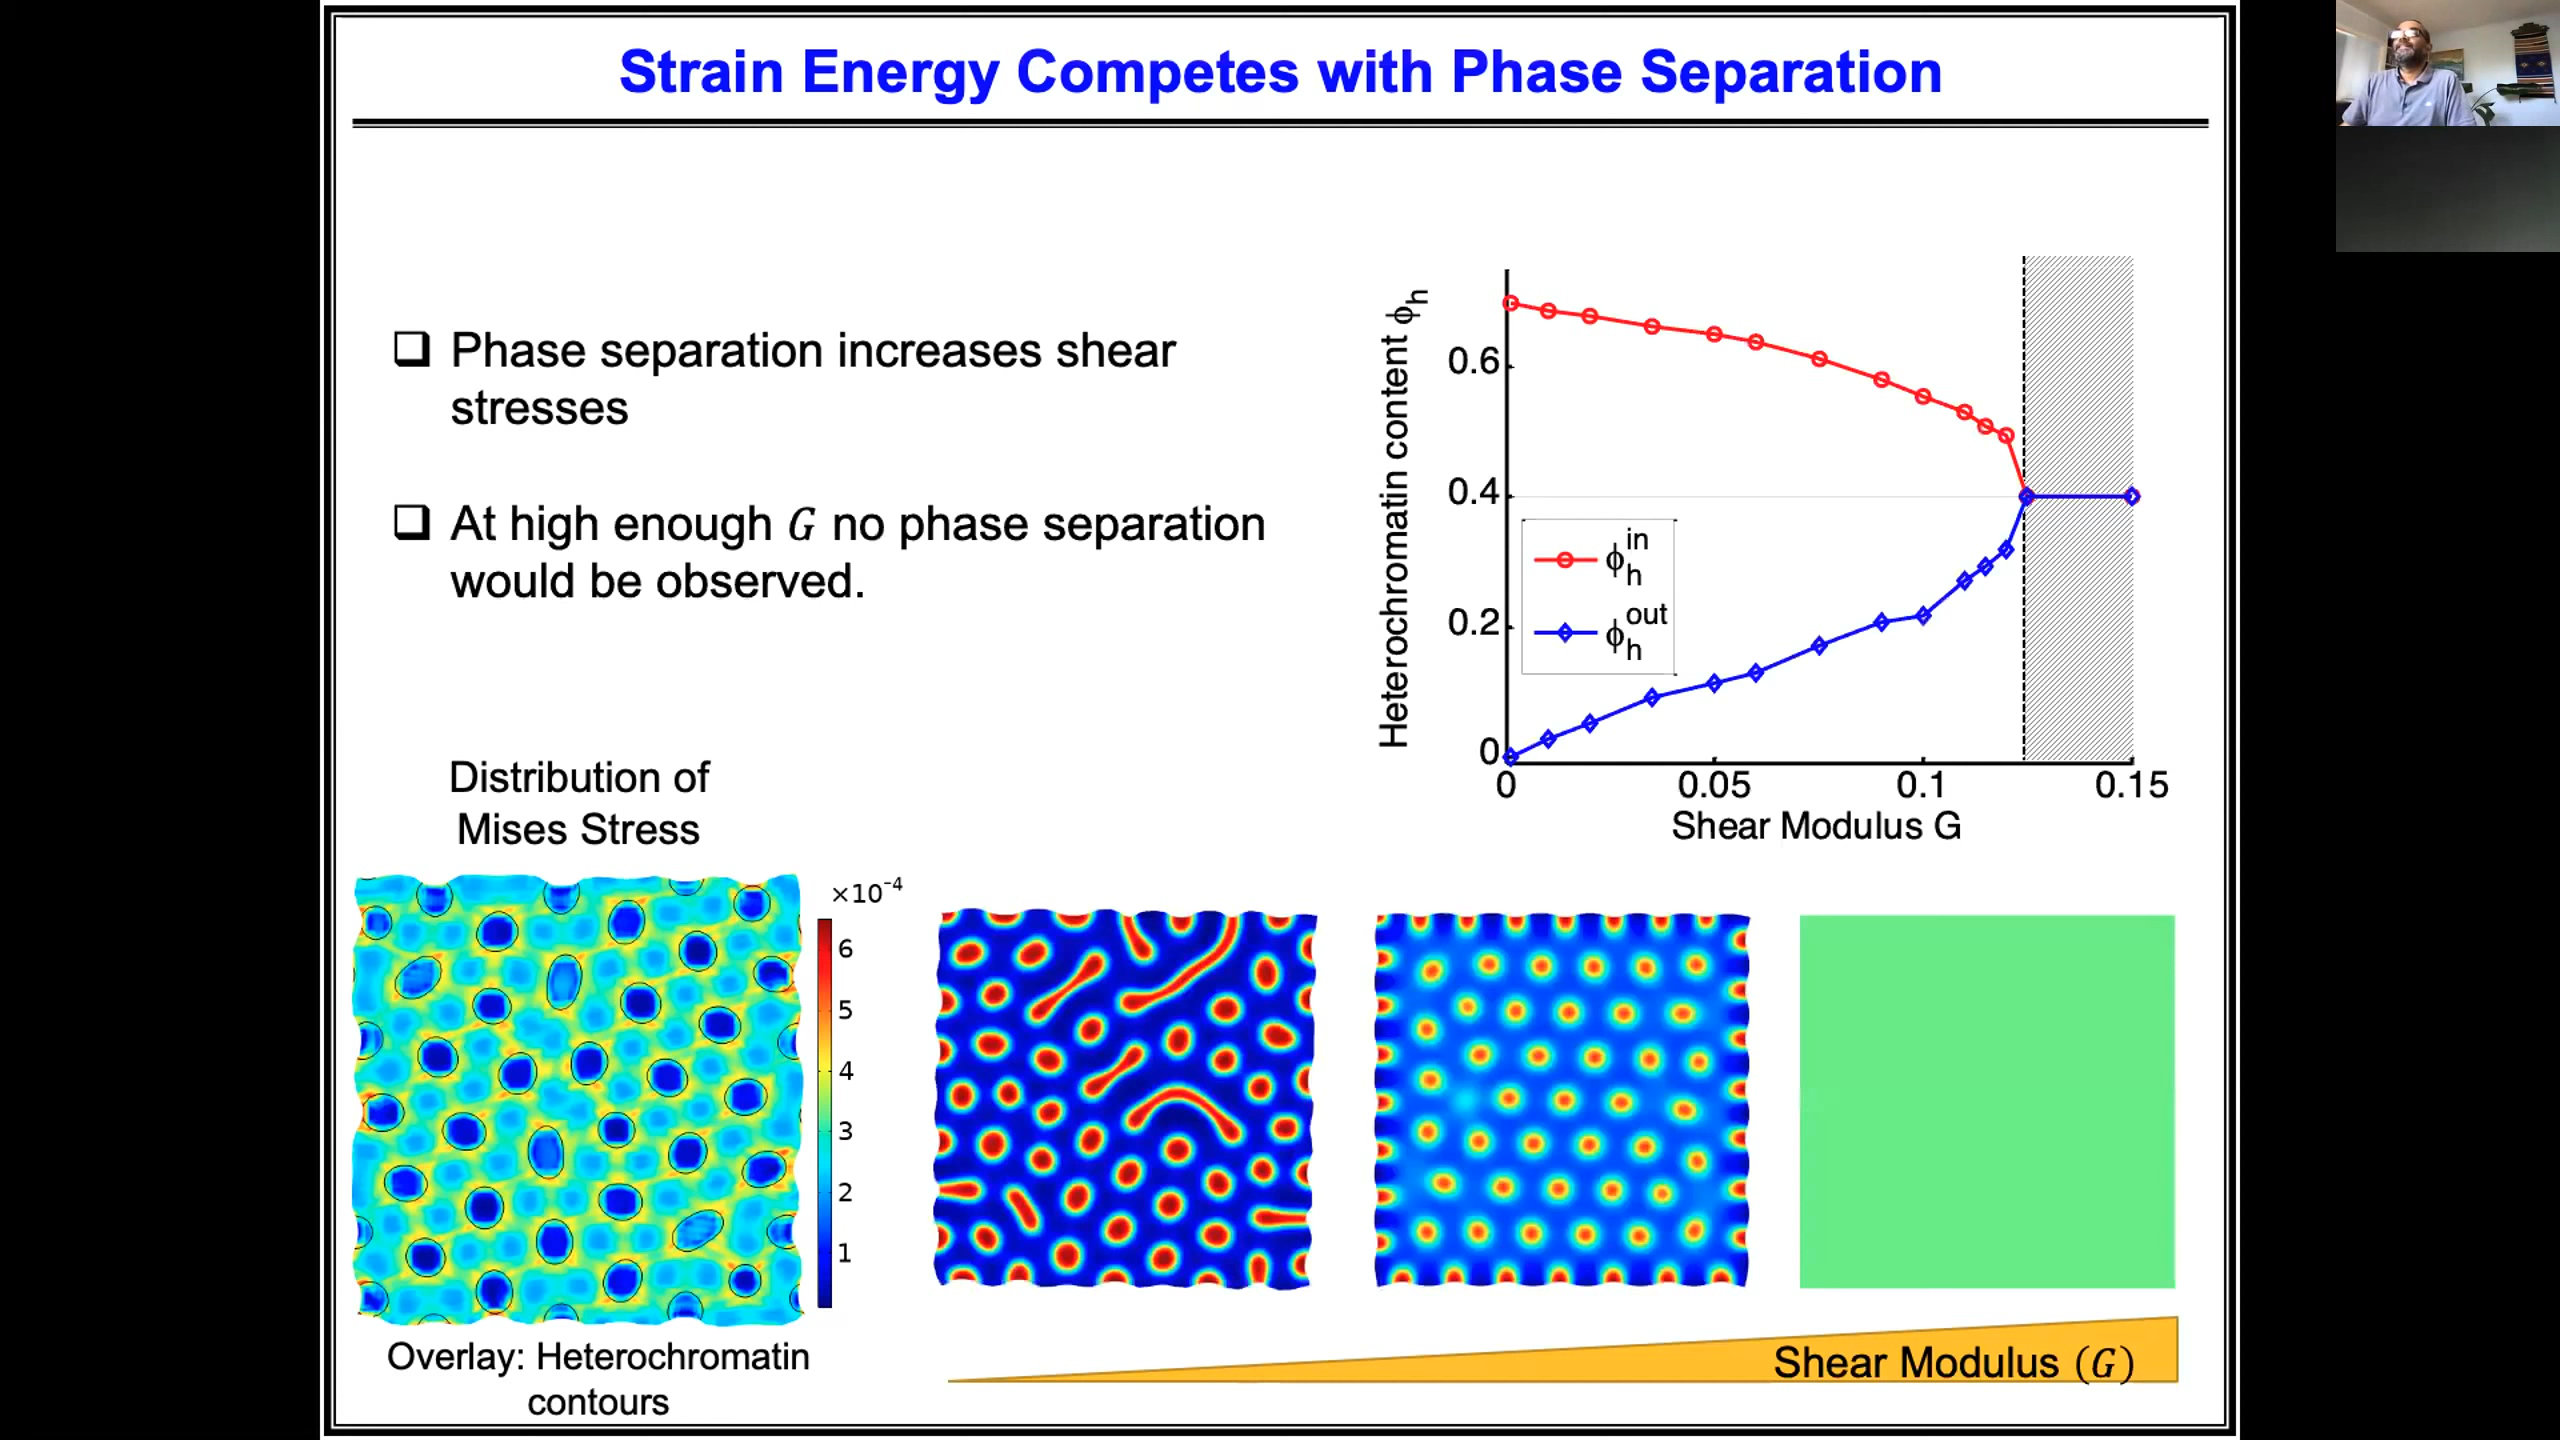 Strain Energy Competes with Phase Separation
❑ Phase separation increases shear
stresses
❑ At high enough G no phase separation
would be observed.
Heterochromatin content ϕh
0.6
0.4
0.2
0
ϕh^in
ϕh^out
0 0.05 0.1 0.15
Shear Modulus G
Distribution of
Mises Stress
×10⁻⁴
6
5
4
3
2
1
Overlay: Heterochromatin
contours
Shear Modulus (G)